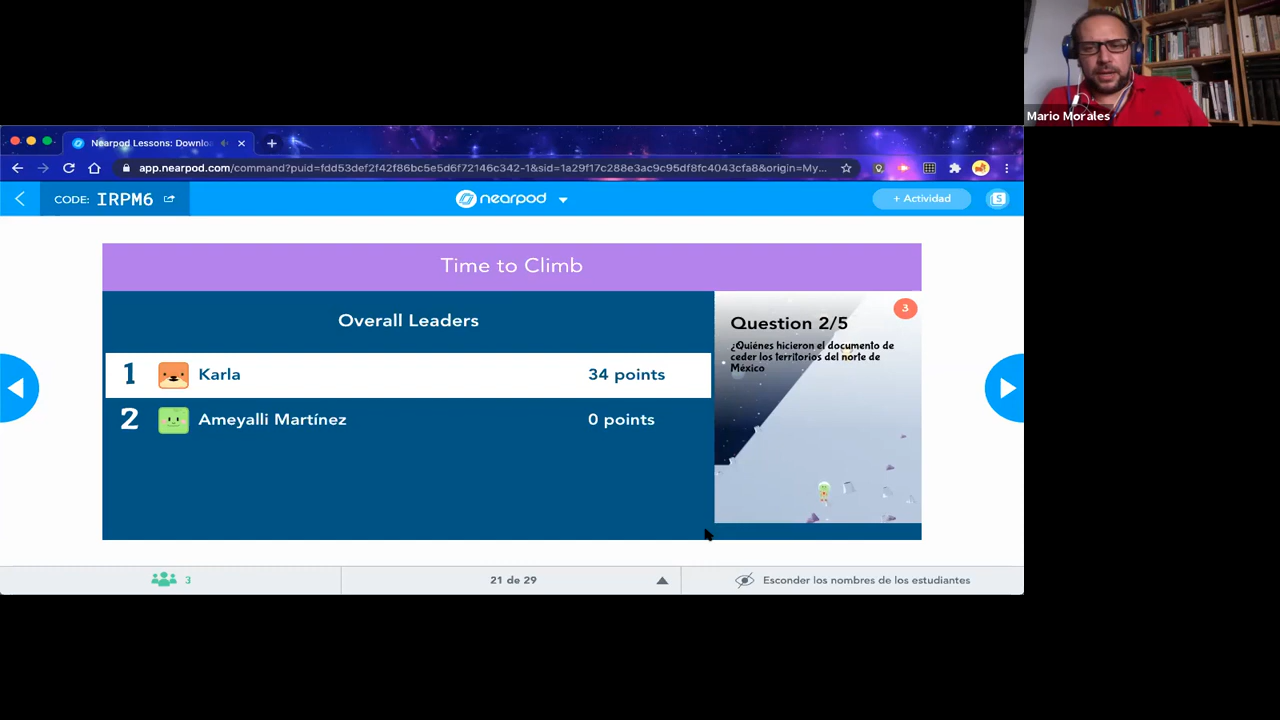 Mario Morales
Nearpod Lessons: Downlo
app.nearpod.com/command?puid=fdd53def2f42f86bc5e5d6f72146c342-1&sid=1a29f17c288e3ac9c95df8fc4043cfa8&origin=My...
CODE: IRPM6
nearpod
+ Actividad
S
Time to Climb
Overall Leaders
1 Karla 34 points
2 Ameyalli Martínez 0 points
3
Question 2/5
¿Quiénes hicieron el documento de
ceder los territorios del norte de
México
3
21 de 29
Esconder los nombres de los estudiantes